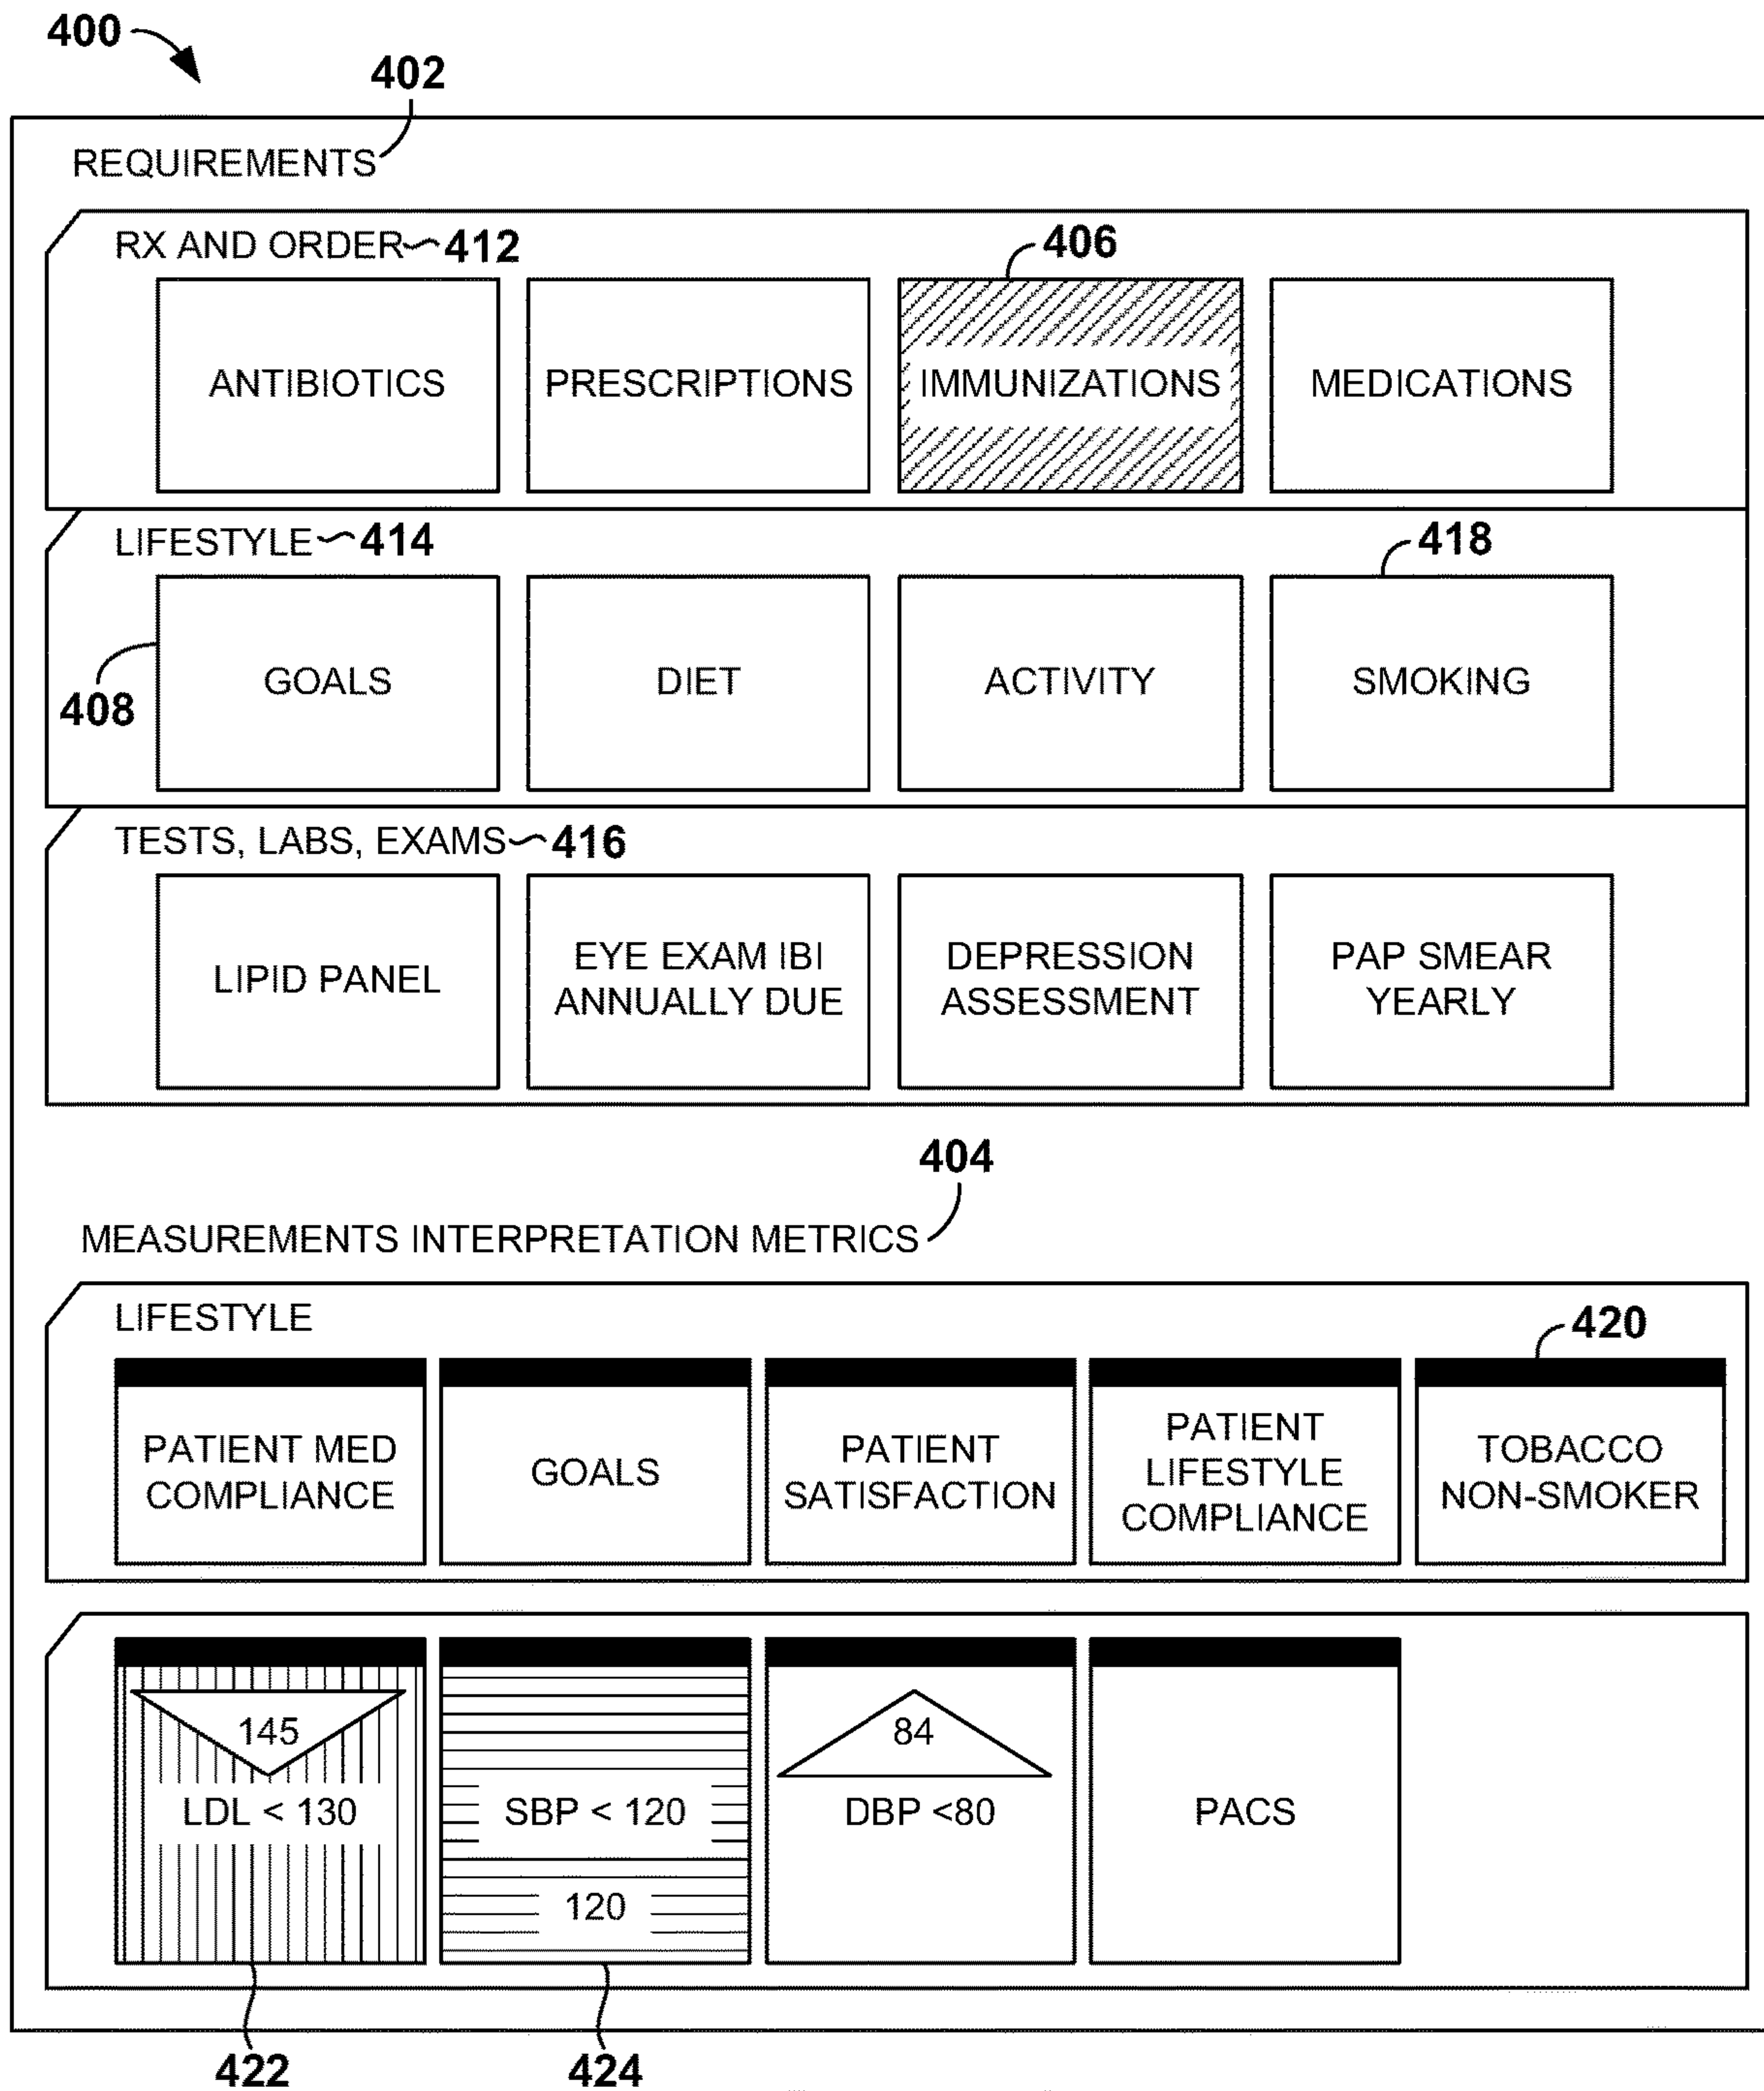 400
402
REQUIREMENTS
RX AND ORDER 412
406
ANTIBIOTICS
PRESCRIPTIONS
IMMUNIZATIONS
MEDICATIONS
LIFESTYLE 414
418
408
GOALS
DIET
ACTIVITY
SMOKING
TESTS, LABS, EXAMS 416
LIPID PANEL
EYE EXAM IBI
ANNUALLY DUE
DEPRESSION
ASSESSMENT
PAP SMEAR
YEARLY
404
MEASUREMENTS INTERPRETATION METRICS
LIFESTYLE
420
PATIENT MED
COMPLIANCE
GOALS
PATIENT
SATISFACTION
PATIENT
LIFESTYLE
COMPLIANCE
TOBACCO
NON-SMOKER
145
LDL < 130
SBP < 120
120
84
DBP <80
PACS
422
424